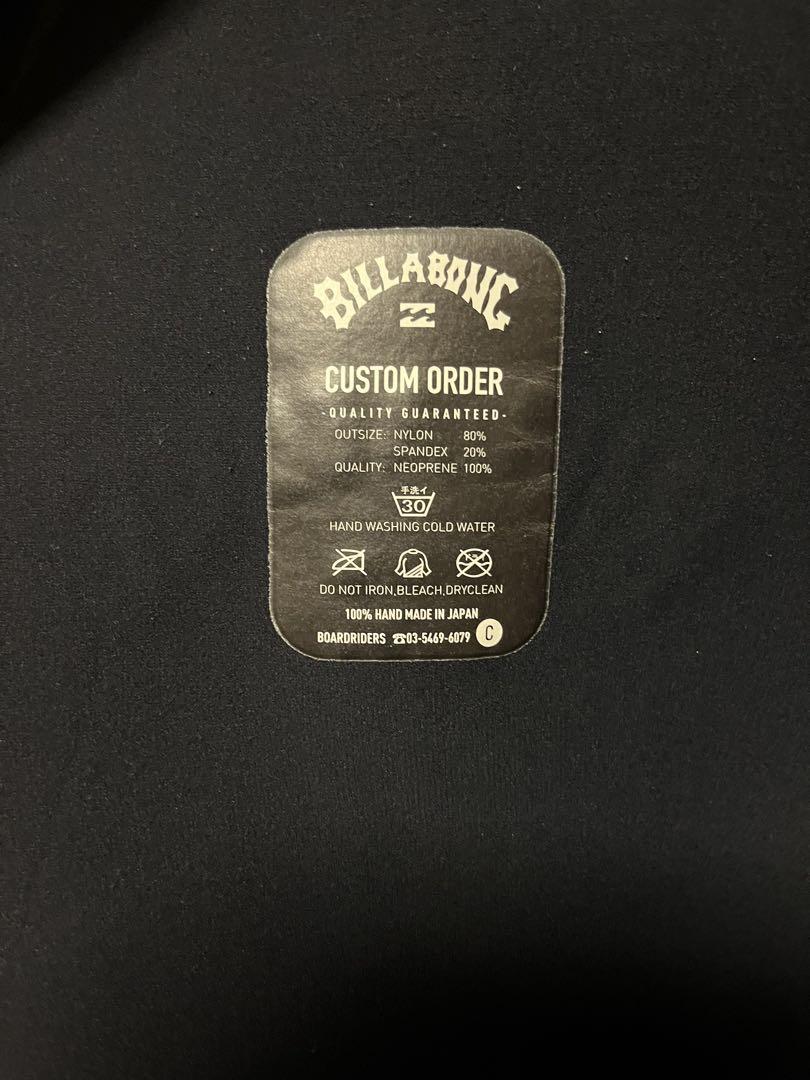 BILLABONG
CUSTOM ORDER
-QUALITY GUARANTEED-
OUTSIZE: NYLON 80%
SPANDEX 20%
QUALITY: NEOPRENE 100%
手洗イ
30
HAND WASHING COLD WATER
DO NOT IRON,BLEACH,DRYCLEAN
100% HAND MADE IN JAPAN
BOARDRIDERS ☎03-5469-6079 C